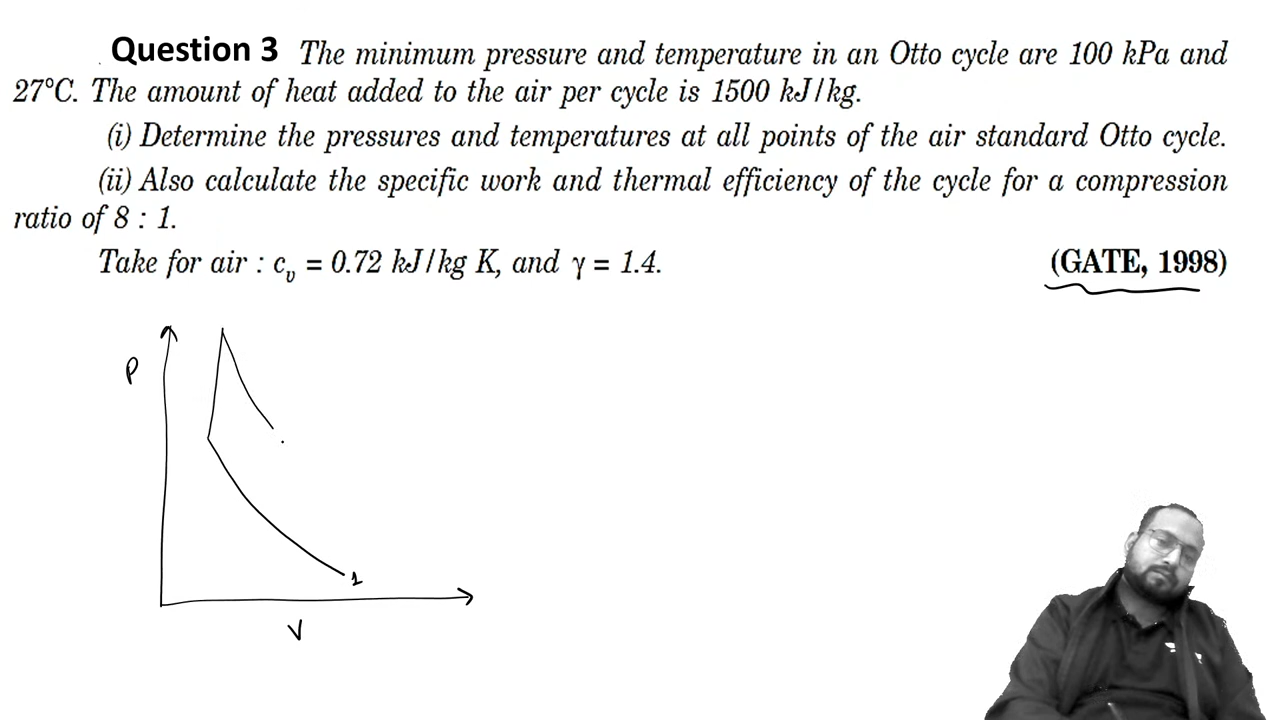 Question 3 The minimum pressure and temperature in an Otto cycle are 100 kPa and
27°C. The amount of heat added to the air per cycle is 1500 kJ/kg.
(i) Determine the pressures and temperatures at all points of the air standard Otto cycle.
(ii) Also calculate the specific work and thermal efficiency of the cycle for a compression
ratio of 8 : 1.
Take for air : cv = 0.72 kJ/kg K, and γ = 1.4. (GATE, 1998)
P
1
V